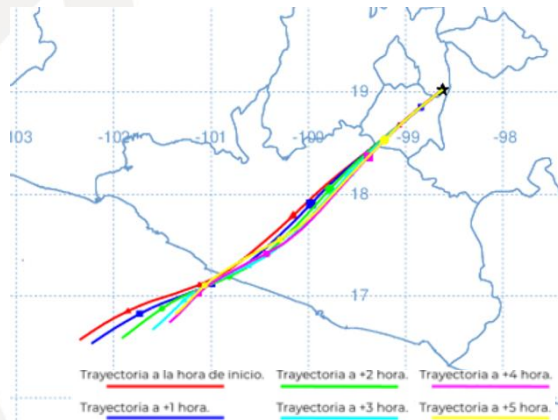 19
103 -102 -101 -100 -99 -98
18
17
Trayectoria a la hora de inicio. Trayectoria a +2 hora. Trayectoria a +4 hora.
Trayectoria a +1 hora. Trayectoria a +3 hora. Trayectoria a +5 hora.